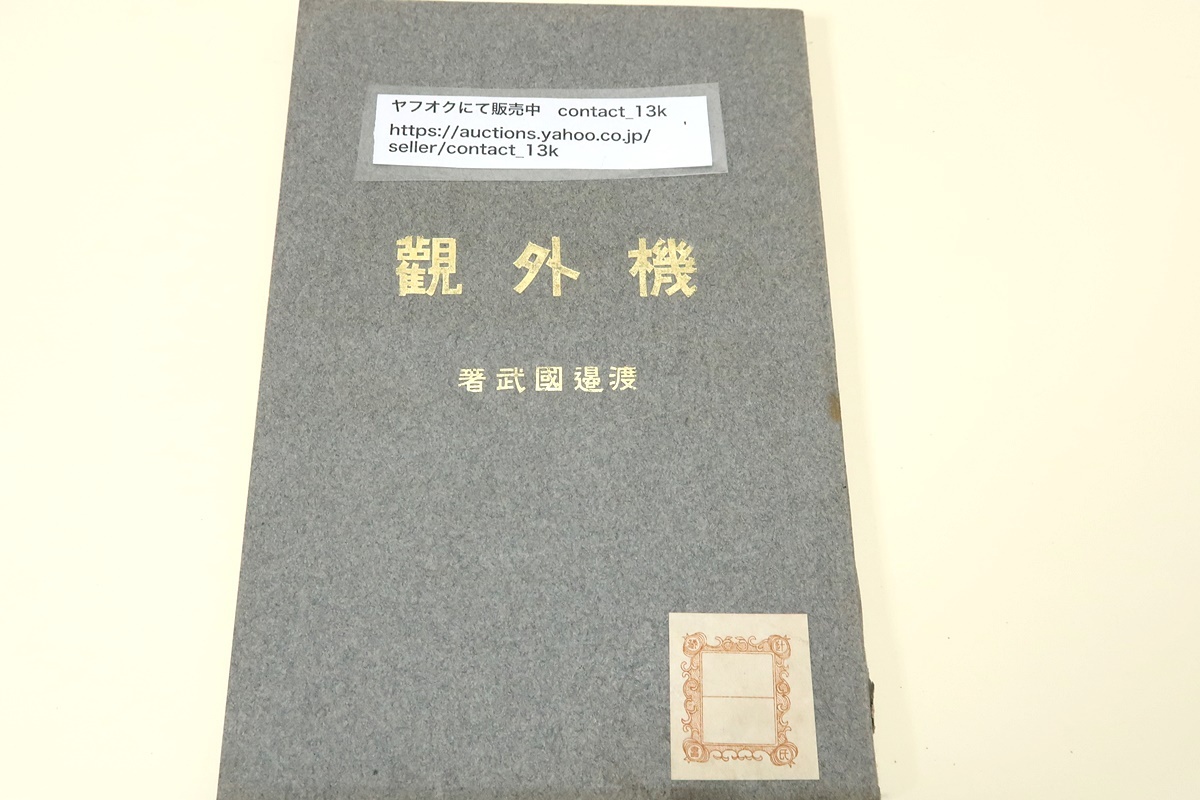 ヤフオクにて販売中 contact_13k
https://auctions.yahoo.co.jp/
seller/contact_13k
機外觀
渡邉國武著